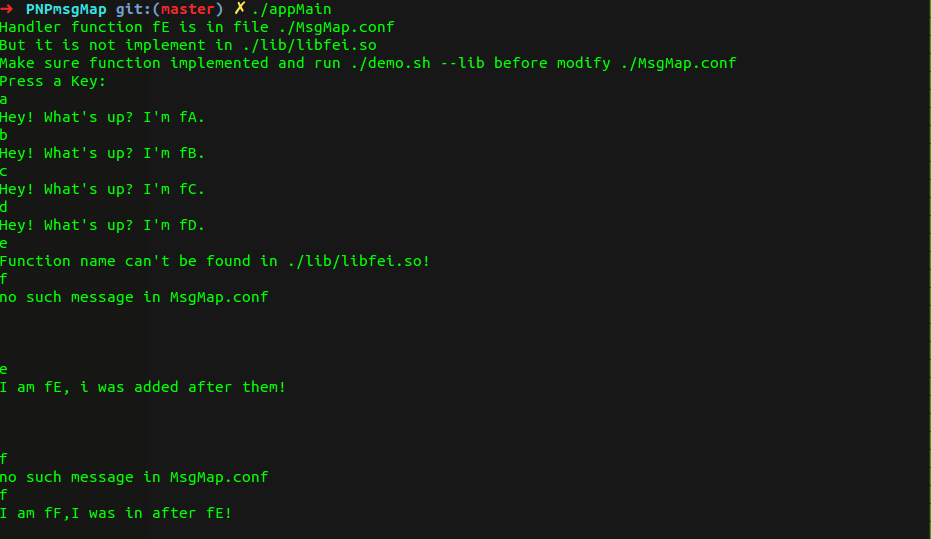 ➜ PNPmsgMap git:(master) ✗ ./appMain
Handler function fE is in file ./MsgMap.conf
But it is not implement in ./lib/libfei.so
Make sure function implemented and run ./demo.sh --lib before modify ./MsgMap.conf
Press a Key:
a
Hey! What's up? I'm fA.
b
Hey! What's up? I'm fB.
c
Hey! What's up? I'm fC.
d
Hey! What's up? I'm fD.
e
Function name can't be found in ./lib/libfei.so!
f
no such message in MsgMap.conf
e
I am fE, i was added after them!
f
no such message in MsgMap.conf
f
I am fF,I was in after fE!